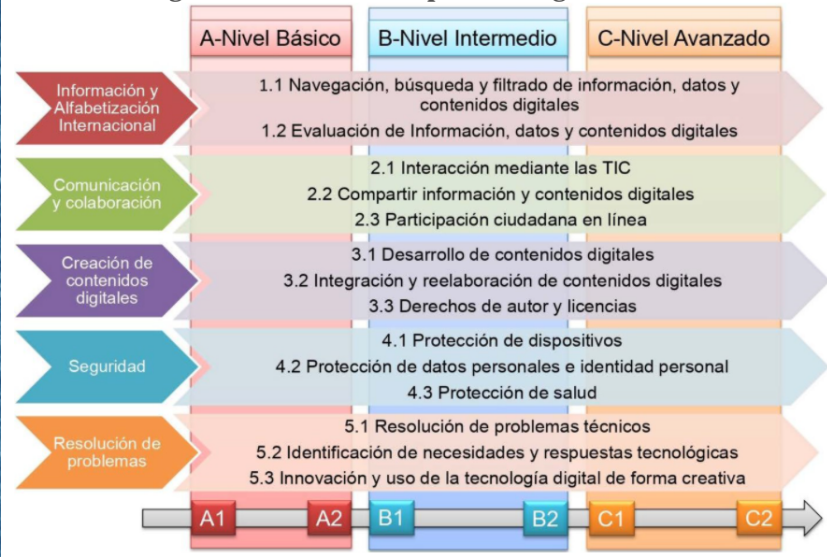 A-Nivel Básico
B-Nivel Intermedio
C-Nivel Avanzado
Información y
Alfabetización
Internacional
1.1 Navegación, búsqueda y filtrado de información, datos y
contenidos digitales
1.2 Evaluación de Información, datos y contenidos digitales
Comunicación
y colaboración
2.1 Interacción mediante las TIC
2.2 Compartir información y contenidos digitales
2.3 Participación ciudadana en línea
Creación de
contenidos
digitales
3.1 Desarrollo de contenidos digitales
3.2 Integración y reelaboración de contenidos digitales
3.3 Derechos de autor y licencias
Seguridad
4.1 Protección de dispositivos
4.2 Protección de datos personales e identidad personal
4.3 Protección de salud
Resolución de
problemas
5.1 Resolución de problemas técnicos
5.2 Identificación de necesidades y respuestas tecnológicas
5.3 Innovación y uso de la tecnología digital de forma creativa
A1
A2
B1
B2
C1
C2